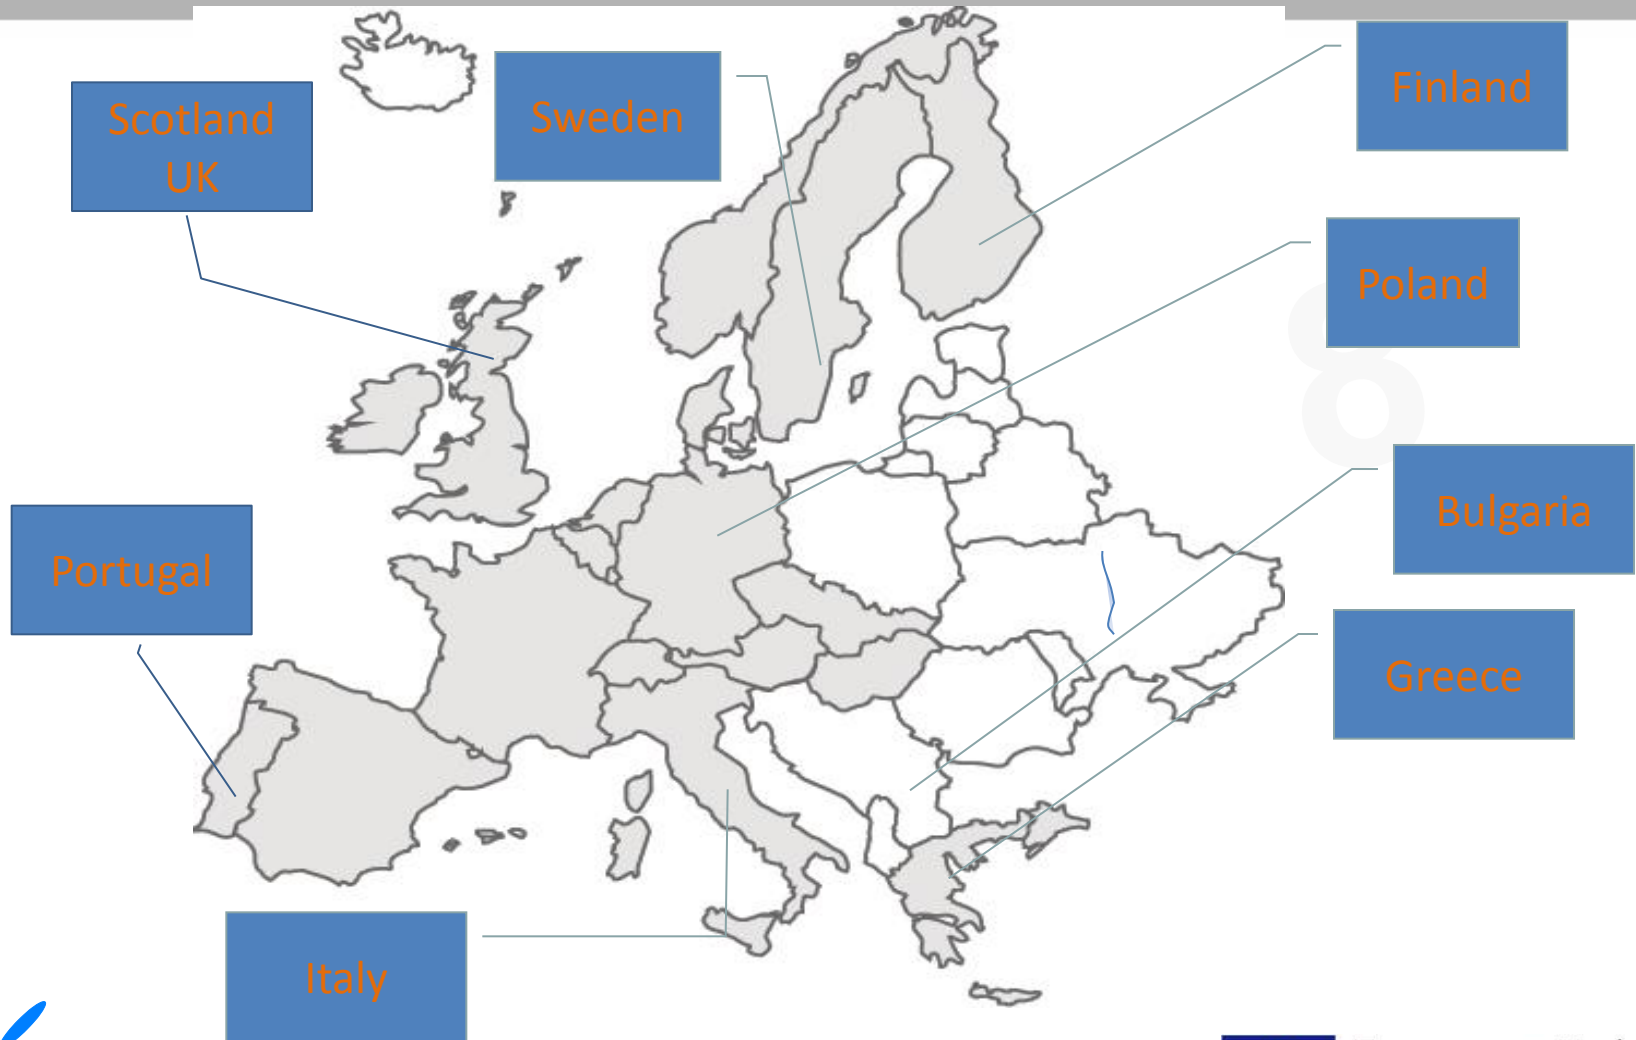 Scotland
UK
Sweden
Finland
Poland
Portugal
Bulgaria
Greece
Italy